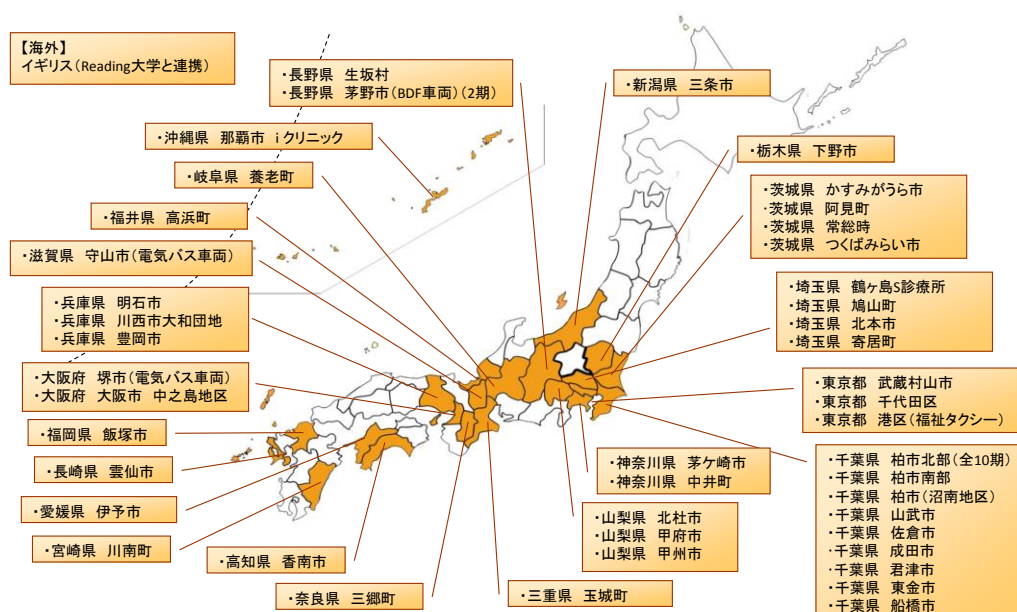 【海外】
イギリス(Reading大学と連携)
・長野県 生坂村
・長野県 茅野市(BDF車両)(2期)
・新潟県 三条市
・沖縄県 那覇市 iクリニック
・栃木県 下野市
・岐阜県 養老町
・茨城県 かすみがうら市
・茨城県 阿見町
・茨城県 常総時
・茨城県 つくばみらい市
・福井県 高浜町
・滋賀県 守山市(電気バス車両)
・兵庫県 明石市
・兵庫県 川西市大和団地
・兵庫県 豊岡市
・埼玉県 鶴ヶ島S診療所
・埼玉県 鳩山町
・埼玉県 北本市
・埼玉県 寄居町
・大阪府 堺市(電気バス車両)
・大阪府 大阪市 中之島地区
・東京都 武蔵村山市
・東京都 千代田区
・東京都 港区(福祉タクシー)
・福岡県 飯塚市
・長崎県 雲仙市
・神奈川県 茅ケ崎市
・神奈川県 中井町
・千葉県 柏市北部(全10期)
・千葉県 柏市南部
・千葉県 柏市(沼南地区)
・千葉県 山武市
・千葉県 佐倉市
・千葉県 成田市
・千葉県 君津市
・千葉県 東金市
・千葉県 船橋市
・愛媛県 伊予市
・山梨県 北杜市
・山梨県 甲府市
・山梨県 甲州市
・宮崎県 川南町
・高知県 香南市
・奈良県 三郷町
・三重県 玉城町